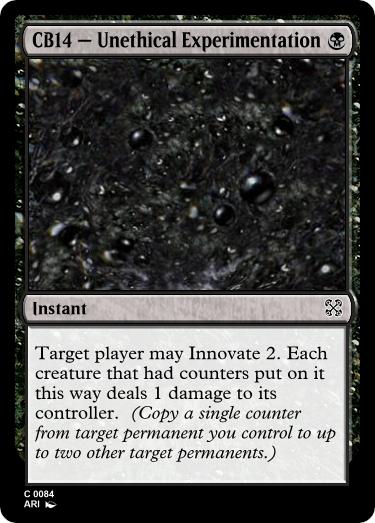 CB14 — Unethical Experimentation
Instant
Target player may Innovate 2. Each
creature that had counters put on it
this way deals 1 damage to its
controller. (Copy a single counter
from target permanent you control to up
to two other target permanents.)
C 0084
ARI